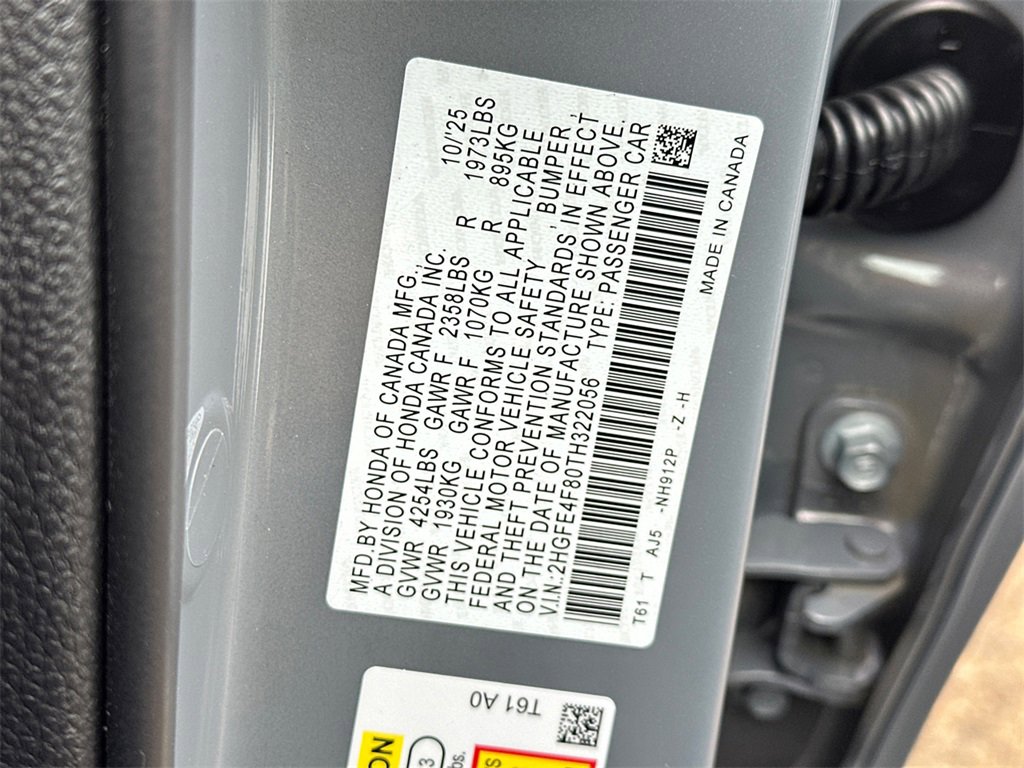 MFD.BY HONDA OF CANADA MFG., 10/25
A DIVISION OF HONDA CANADA INC.
GVWR 4254LBS GAWR F 2358LBS R 1973LBS
GVWR 1930KG GAWR F 1070KG R 895KG
THIS VEHICLE CONFORMS TO ALL APPLICABLE
FEDERAL MOTOR VEHICLE SAFETY, BUMPER,
AND THEFT PREVENTION STANDARDS, IN EFFECT
ON THE DATE OF MANUFACTURE SHOWN ABOVE.
V.I.N.:2HGFE4F80TH322056 TYPE: PASSENGER CAR
T61 T AJ5 -NH912P -Z -H
MADE IN CANADA
T61 A0